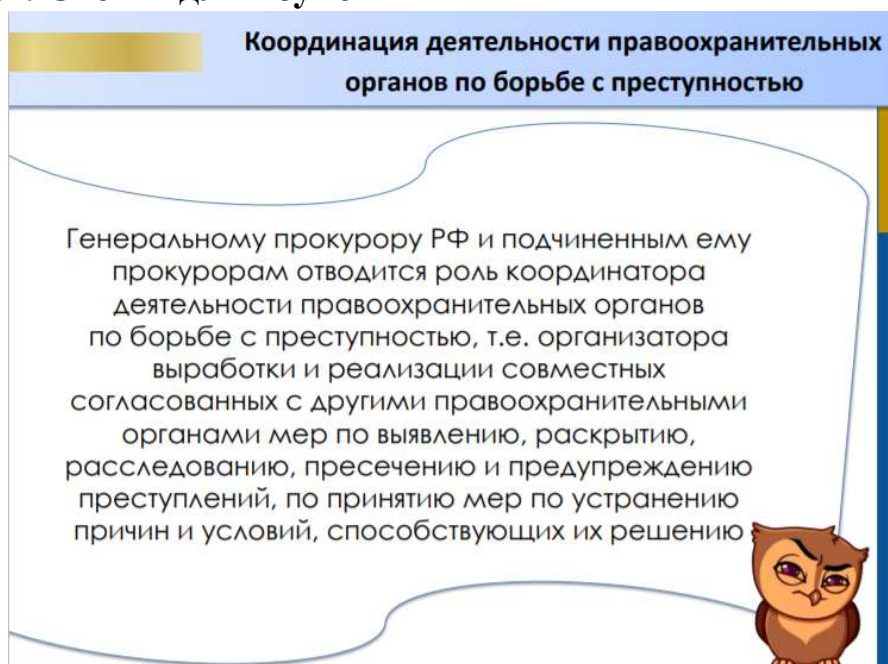 Координация деятельности правоохранительных
органов по борьбе с преступностью
Генеральному прокурору РФ и подчиненным ему
прокурорам отводится роль координатора
деятельности правоохранительных органов
по борьбе с преступностью, т.е. организатора
выработки и реализации совместных
согласованных с другими правоохранительными
органами мер по выявлению, раскрытию,
расследованию, пресечению и предупреждению
преступлений, по принятию мер по устранению
причин и условий, способствующих их решению